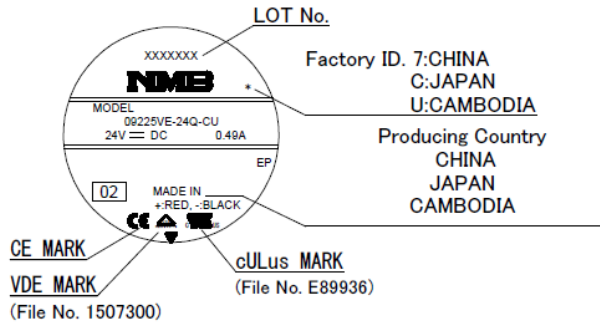 LOT No.
XXXXXXX
NMB
*
Factory ID. 7:CHINA
C:JAPAN
U:CAMBODIA
MODEL
09225VE-24Q-CU
24V DC 0.49A
EP
Producing Country
CHINA
JAPAN
CAMBODIA
02
MADE IN
+:RED, -:BLACK
CE
CE MARK
cULus MARK
(File No. E89936)
VDE MARK
(File No. 1507300)